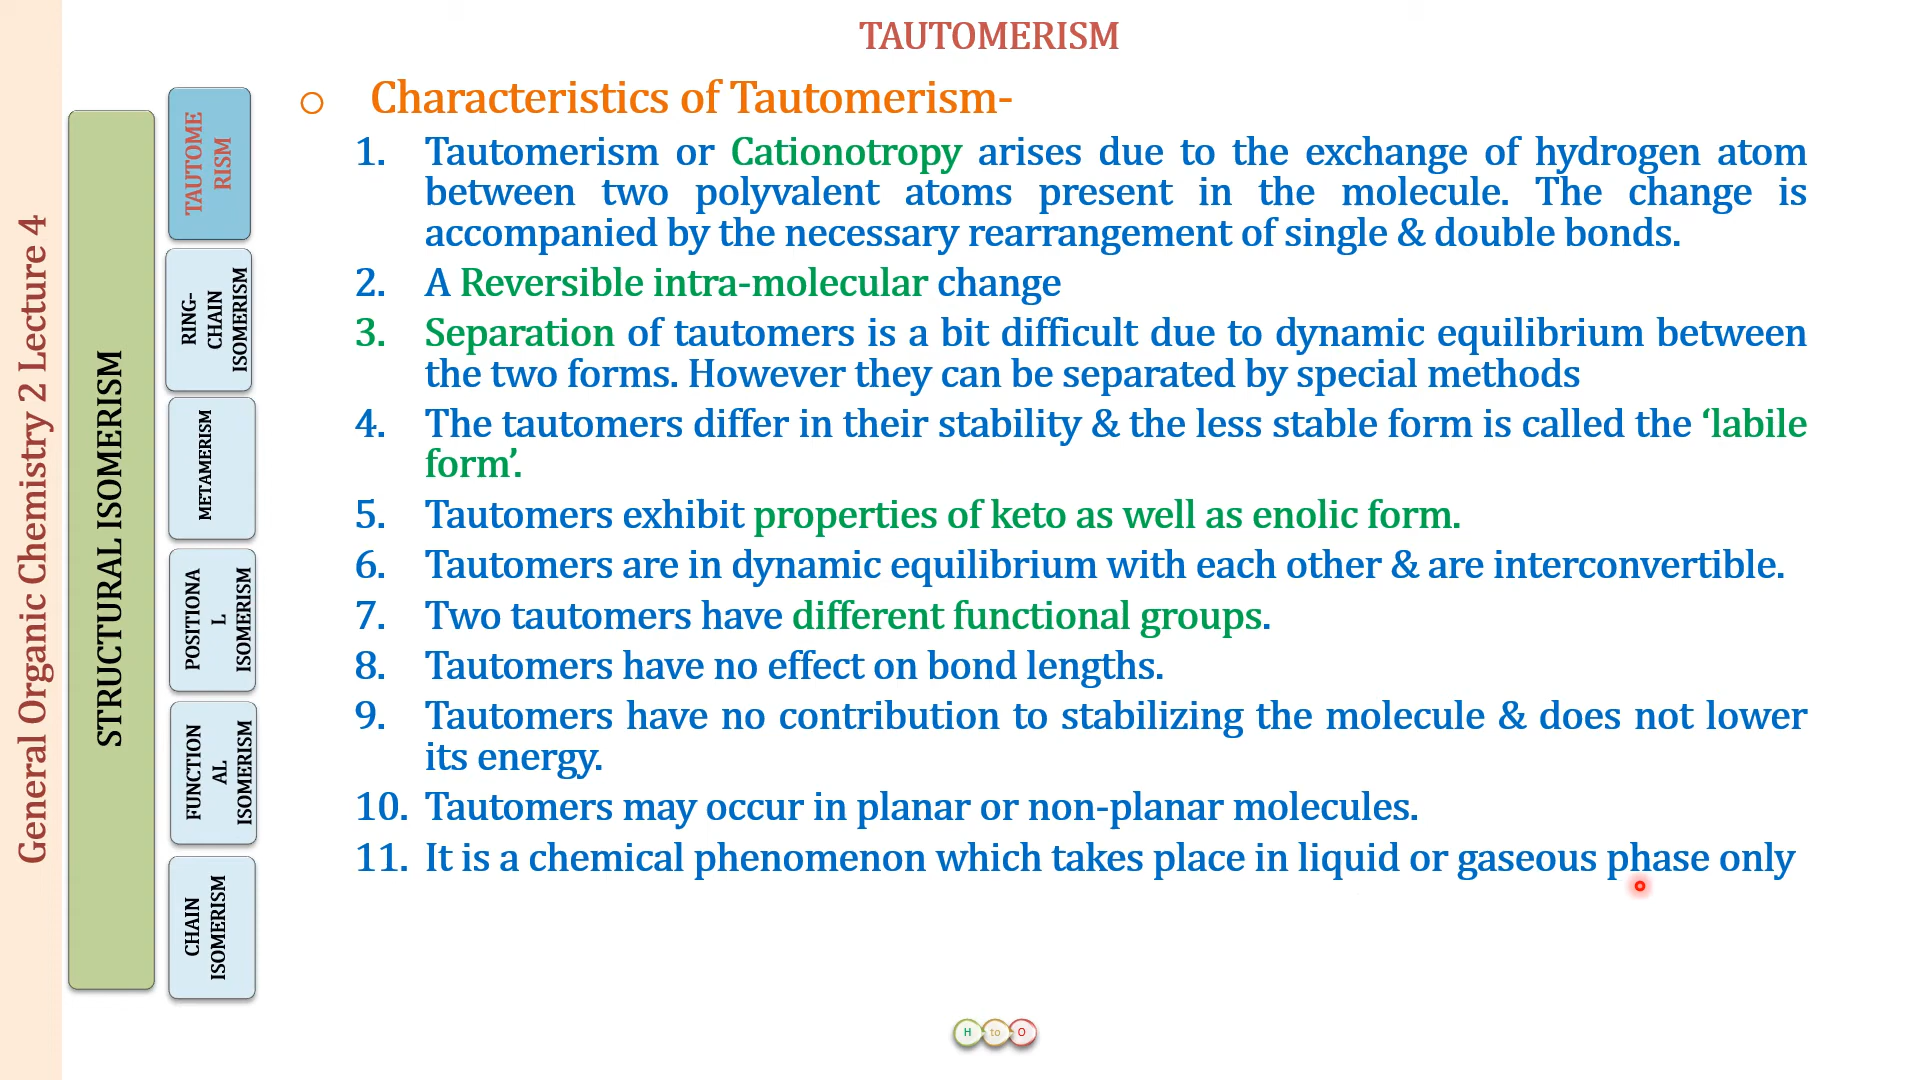 TAUTOMERISM
General Organic Chemistry 2 Lecture 4
STRUCTURAL ISOMERISM
TAUTOME
RISM
RING-
CHAIN
ISOMERISM
METAMERISM
POSITIONA
L
ISOMERISM
FUNCTION
AL
ISOMERISM
CHAIN
ISOMERISM
o Characteristics of Tautomerism-
1. Tautomerism or Cationotropy arises due to the exchange of hydrogen atom
between two polyvalent atoms present in the molecule. The change is
accompanied by the necessary rearrangement of single & double bonds.
2. A Reversible intra-molecular change
3. Separation of tautomers is a bit difficult due to dynamic equilibrium between
the two forms. However they can be separated by special methods
4. The tautomers differ in their stability & the less stable form is called the ‘labile
form’.
5. Tautomers exhibit properties of keto as well as enolic form.
6. Tautomers are in dynamic equilibrium with each other & are interconvertible.
7. Two tautomers have different functional groups.
8. Tautomers have no effect on bond lengths.
9. Tautomers have no contribution to stabilizing the molecule & does not lower
its energy.
10. Tautomers may occur in planar or non-planar molecules.
11. It is a chemical phenomenon which takes place in liquid or gaseous phase only
H to O